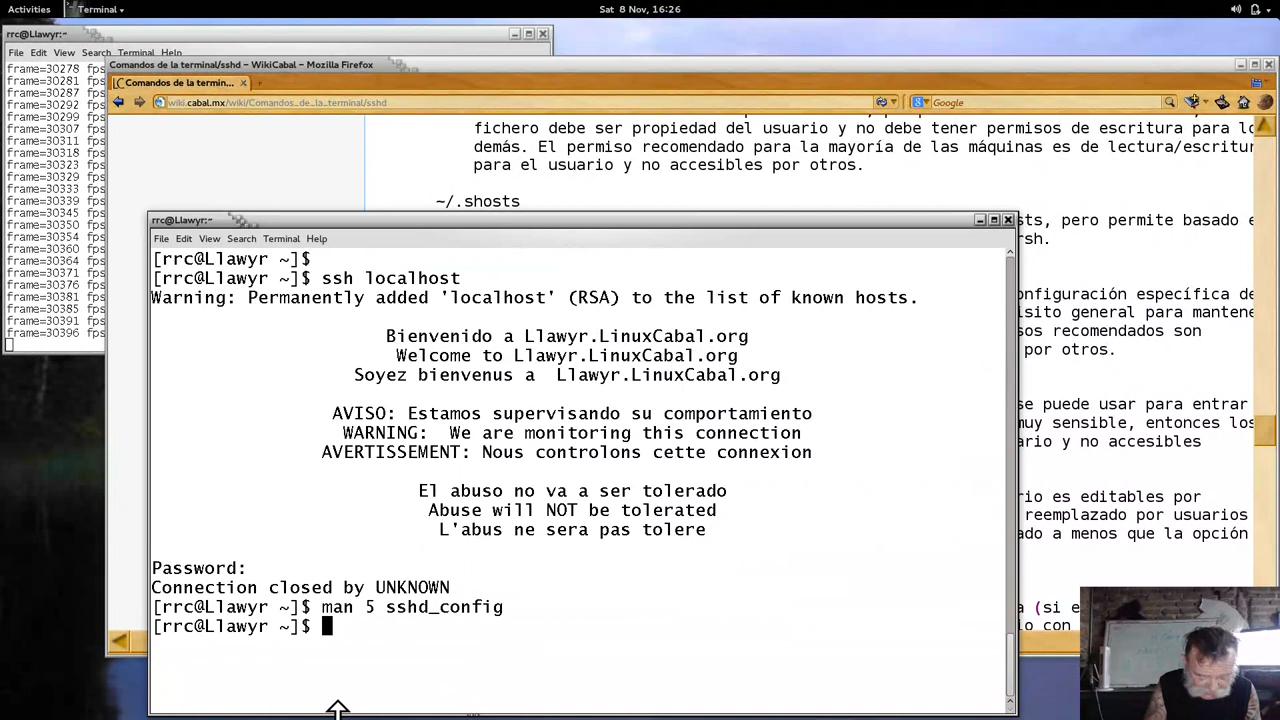 Activities
Terminal
Sat 8 Nov, 16:26
rrc@Llawyr:~
File Edit View Search Terminal Help
frame=30278 fps
frame=30281 fps
frame=30287 fps
frame=30292 fps
frame=30299 fps
frame=30307 fps
frame=30311 fps
frame=30318 fps
frame=30323 fps
frame=30329 fps
frame=30333 fps
frame=30339 fps
frame=30345 fps
frame=30350 fps
frame=30354 fps
frame=30360 fps
frame=30364 fps
frame=30371 fps
frame=30376 fps
frame=30381 fps
frame=30385 fps
frame=30391 fps
frame=30396 fps
Comandos de la terminal/sshd - WikiCabal - Mozilla Firefox
Comandos de la termin...
wiki.cabal.mx/wiki/Comandos_de_la_terminal/sshd
Google
fichero debe ser propiedad del usuario y no debe tener permisos de escritura para lo
demás. El permiso recomendado para la mayoría de las máquinas es de lectura/escritur
para el usuario y no accesibles por otros.
~/.shosts
sts, pero permite basado e
rsh.
onfiguración específica de
isito general para mantene
sos recomendados son
por otros.
se puede usar para entrar
muy sensible, entonces los
ario y no accesibles
rio es editables por
reemplazado por usuarios
ado a menos que la opción
a (si e
io con
rrc@Llawyr:~
File Edit View Search Terminal Help
[rrc@Llawyr ~]$
[rrc@Llawyr ~]$ ssh localhost
Warning: Permanently added 'localhost' (RSA) to the list of known hosts.
Bienvenido a Llawyr.LinuxCabal.org
Welcome to Llawyr.LinuxCabal.org
Soyez bienvenus a Llawyr.LinuxCabal.org
AVISO: Estamos supervisando su comportamiento
WARNING: We are monitoring this connection
AVERTISSEMENT: Nous controlons cette connexion
El abuso no va a ser tolerado
Abuse will NOT be tolerated
L'abus ne sera pas tolere
Password:
Connection closed by UNKNOWN
[rrc@Llawyr ~]$ man 5 sshd_config
[rrc@Llawyr ~]$